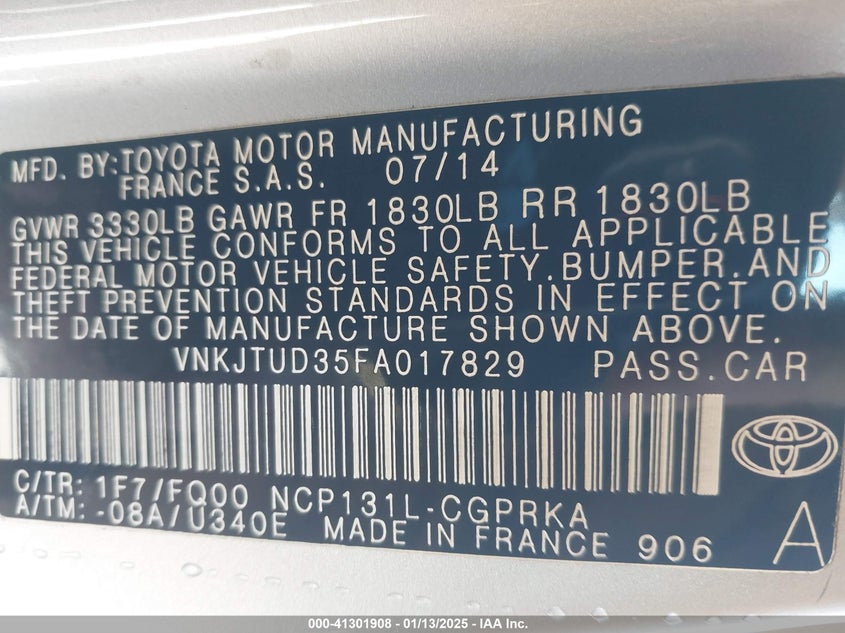 MFD. BY:TOYOTA MOTOR MANUFACTURING
FRANCE S.A.S. 07/14
GVWR 3330LB GAWR FR 1830LB RR 1830LB
THIS VEHICLE CONFORMS TO ALL APPLICABLE
FEDERAL MOTOR VEHICLE SAFETY.BUMPER.AND
THEFT PREVENTION STANDARDS IN EFFECT ON
THE DATE OF MANUFACTURE SHOWN ABOVE.
VNKJTUD35FA017829 PASS.CAR
C/TR: 1F7/FQ00 NCP131L-CGPRKA
A/TM: -08A/U340E MADE IN FRANCE 906
A
000-41301908 - 01/13/2025 - IAA Inc.